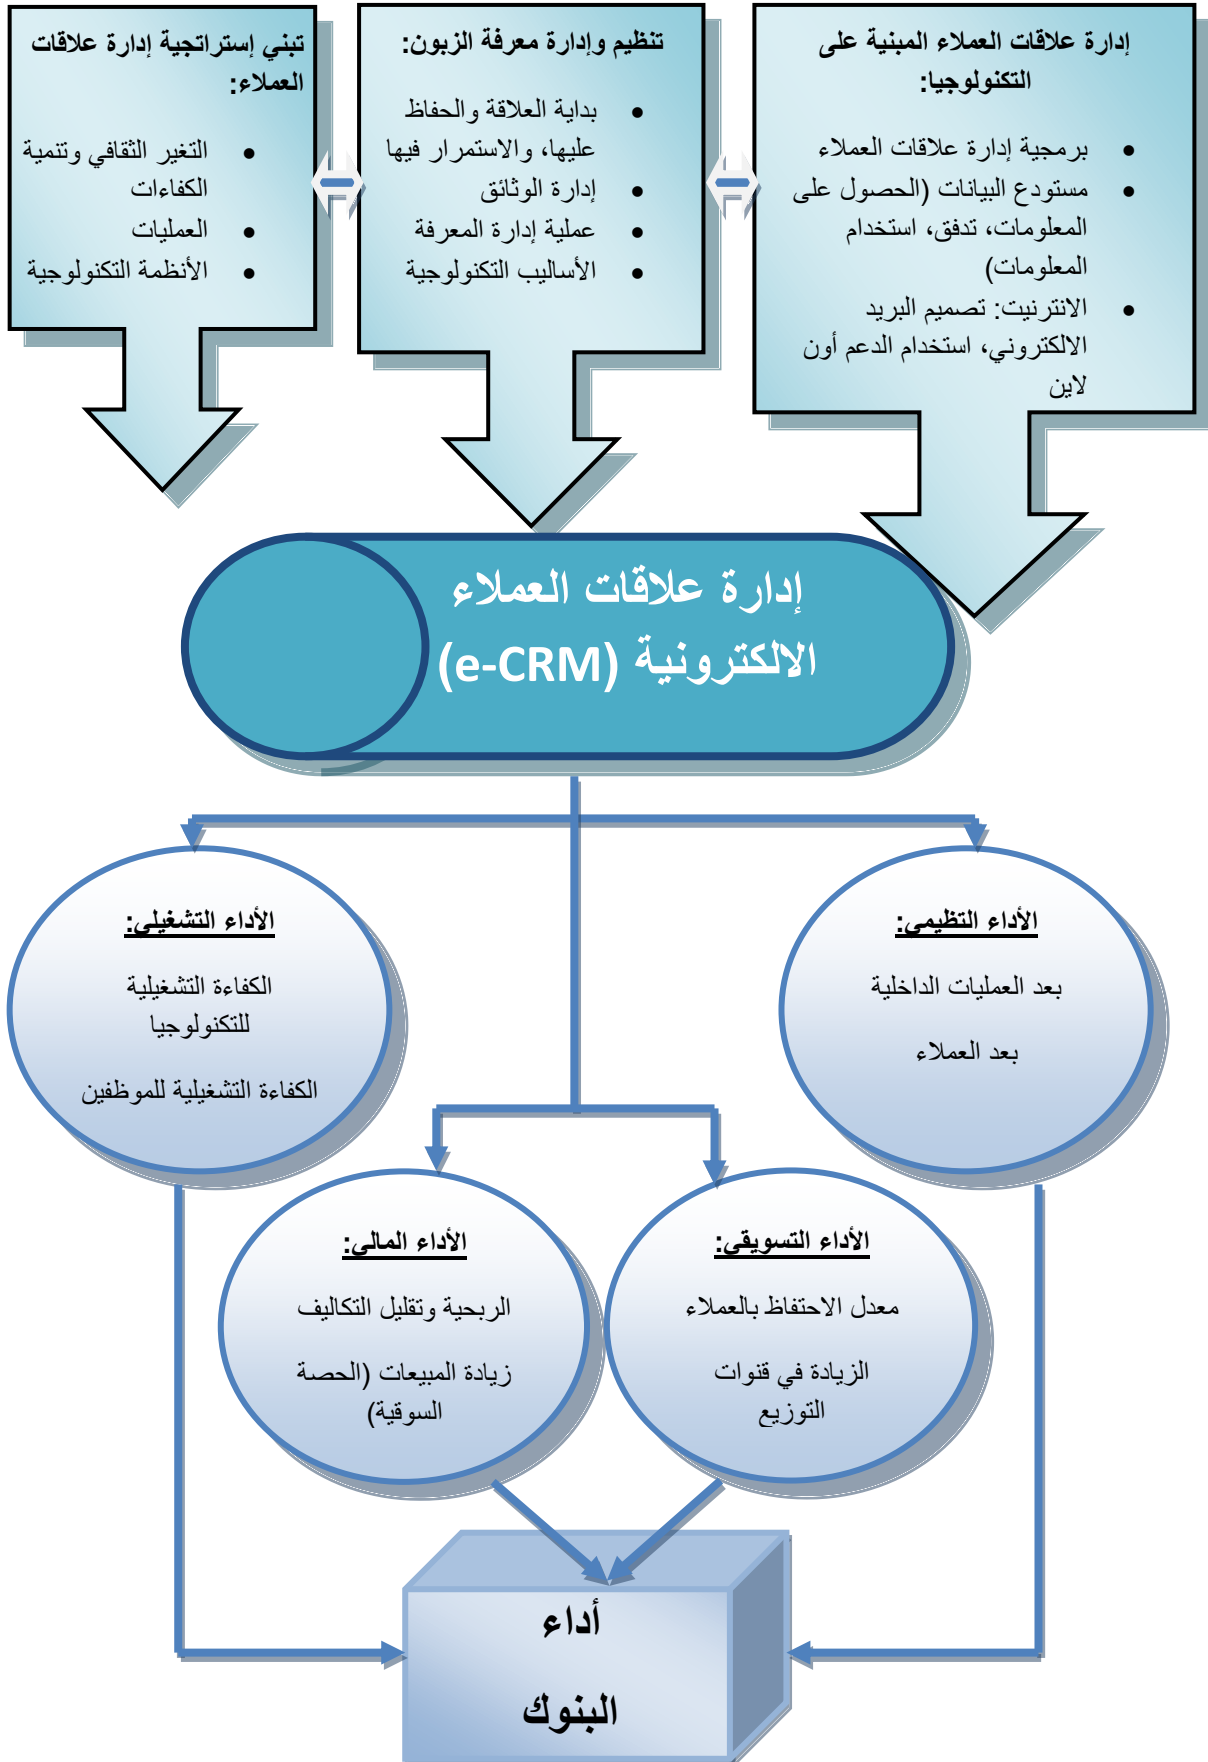 إدارة علاقات العملاء المبنية على
التكنولوجيا:
• برمجية إدارة علاقات العملاء
• مستودع البيانات (الحصول على
المعلومات، تدفق، استخدام
المعلومات)
• الانترنيت: تصميم البريد
الالكتروني، استخدام الدعم أون
لاين
تنظيم وإدارة معرفة الزبون:
• بداية العلاقة والحفاظ
عليها، والاستمرار فيها
• إدارة الوثائق
• عملية إدارة المعرفة
• الأساليب التكنولوجية
تبني إستراتجية إدارة علاقات
العملاء:
• التغير الثقافي وتنمية
الكفاءات
• العمليات
• الأنظمة التكنولوجية
إدارة علاقات العملاء
الالكترونية (e-CRM)
الأداء التظيمي:
بعد العمليات الداخلية
بعد العملاء
الأداء التشغيلي:
الكفاءة التشغيلية
للتكنولوجيا
الكفاءة التشغيلية للموظفين
الأداء التسويقي:
معدل الاحتفاظ بالعملاء
الزيادة في قنوات
التوزيع
الأداء المالي:
الربحية وتقليل التكاليف
زيادة المبيعات (الحصة
السوقية)
أداء
البنوك